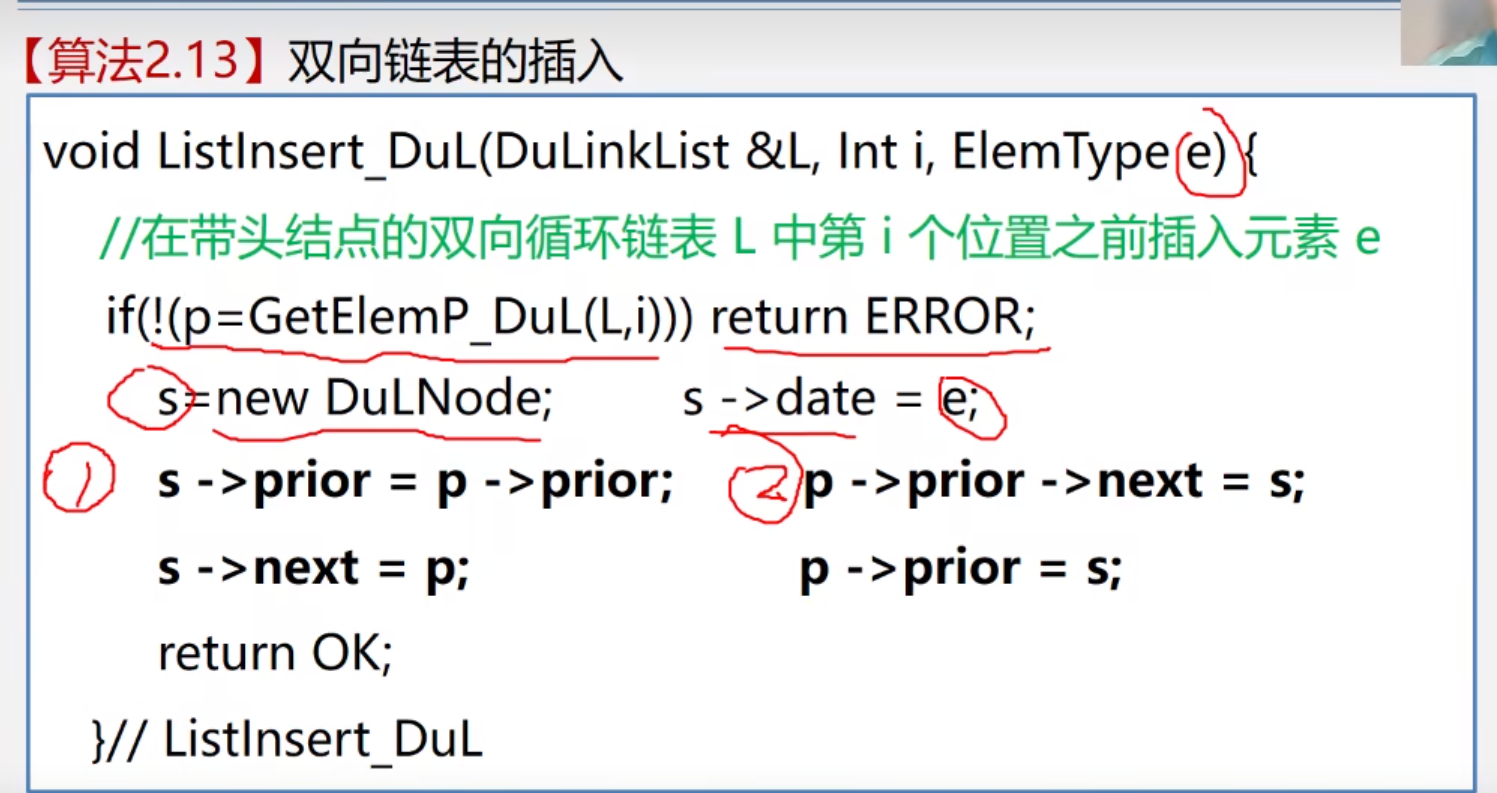 【算法2.13】双向链表的插入
void ListInsert_DuL(DuLinkList &L, Int i, ElemType e) {
//在带头结点的双向循环链表 L 中第 i 个位置之前插入元素 e
if(!(p=GetElemP_DuL(L,i))) return ERROR;
s=new DuLNode; s ->date = e;
① s ->prior = p ->prior; ② p ->prior ->next = s;
s ->next = p; p ->prior = s;
return OK;
}// ListInsert_DuL